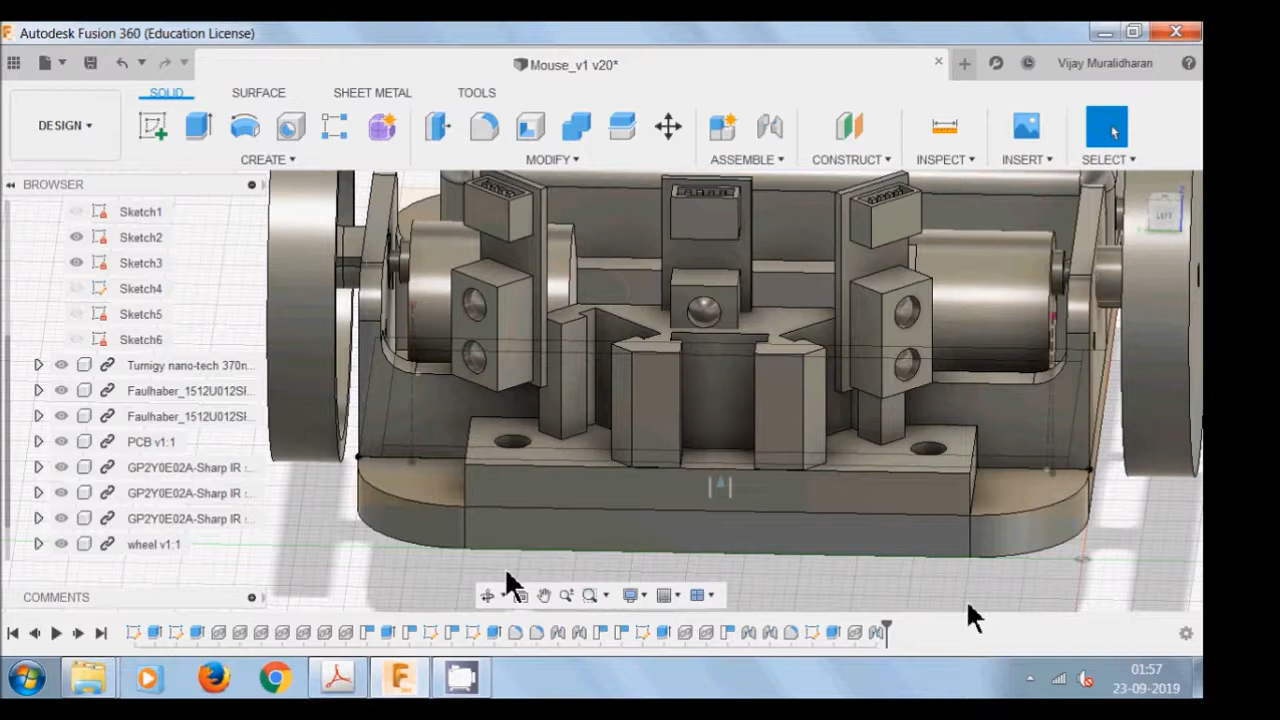 Autodesk Fusion 360 (Education License)
Mouse_v1 v20*
Vijay Muralidharan
SOLID SURFACE SHEET METAL TOOLS
DESIGN
CREATE MODIFY ASSEMBLE CONSTRUCT INSPECT INSERT SELECT
BROWSER
LEFT
Sketch1
Sketch2
Sketch3
Sketch4
Sketch5
Sketch6
Turnigy nano-tech 370n...
Faulhaber_1512U012SI...
Faulhaber_1512U012SI...
PCB v1:1
GP2Y0E02A-Sharp IR ...
GP2Y0E02A-Sharp IR ...
GP2Y0E02A-Sharp IR ...
wheel v1:1
COMMENTS
01:57
23-09-2019